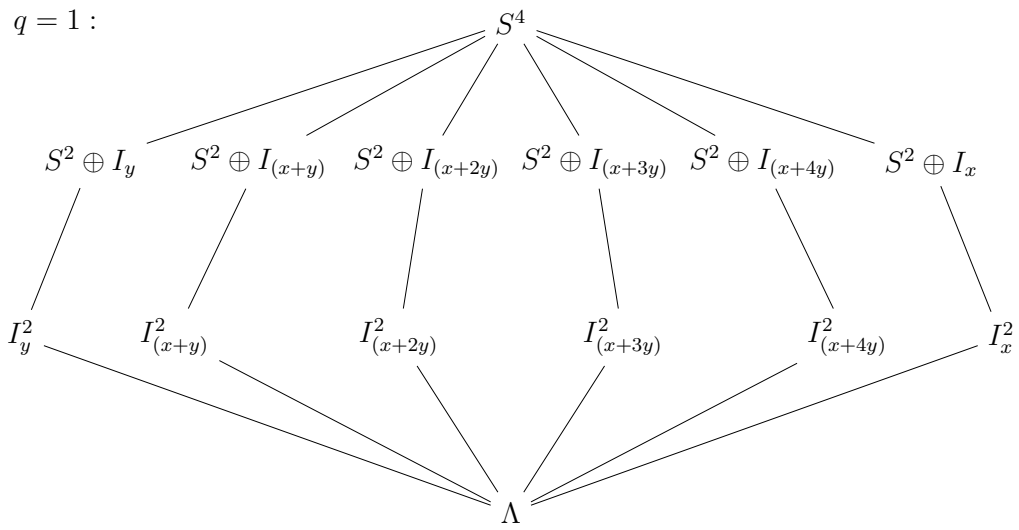 q = 1 :
S^4
S^2 ⊕ I_y S^2 ⊕ I_{(x+y)} S^2 ⊕ I_{(x+2y)} S^2 ⊕ I_{(x+3y)} S^2 ⊕ I_{(x+4y)} S^2 ⊕ I_x
I_y^2 I_{(x+y)}^2 I_{(x+2y)}^2 I_{(x+3y)}^2 I_{(x+4y)}^2 I_x^2
Λ